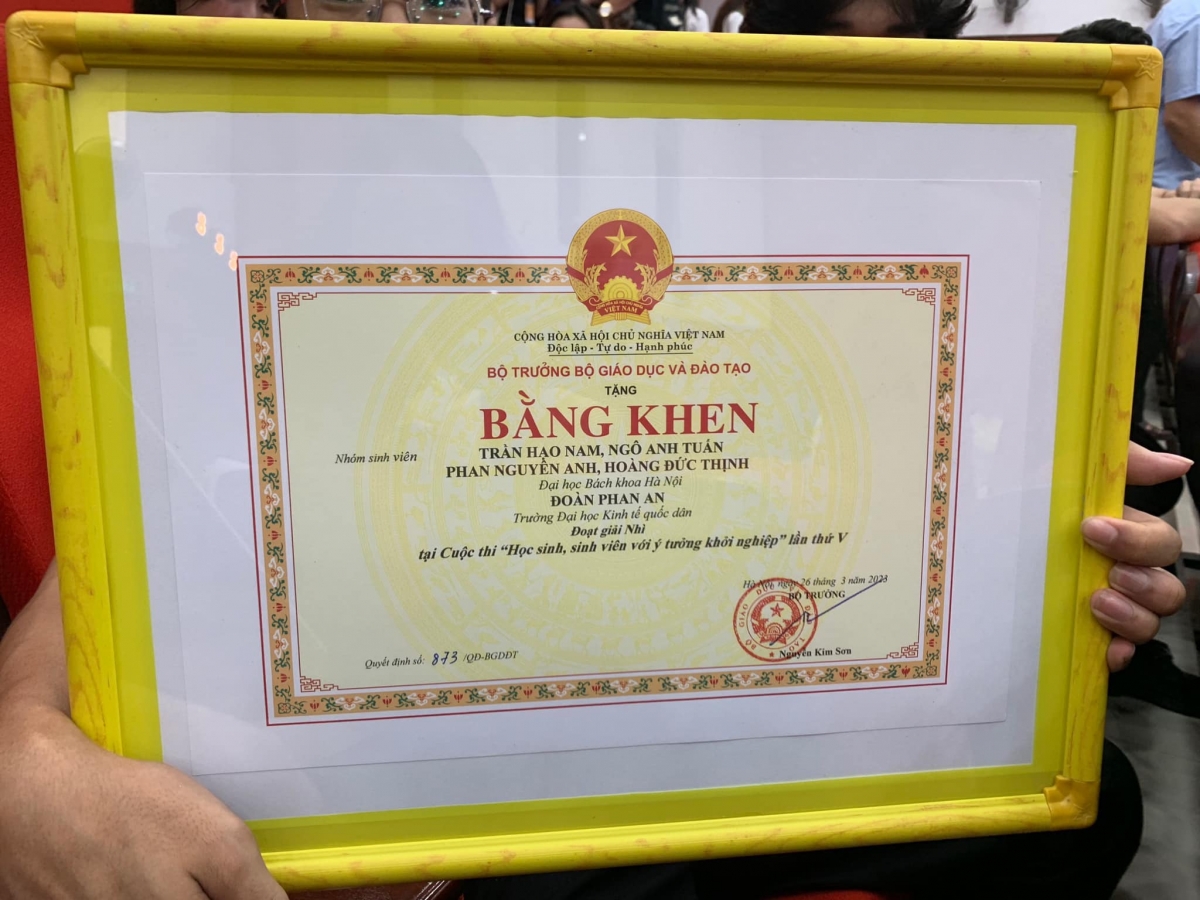 VIỆT NAM
CỘNG HÒA XÃ HỘI CHỦ NGHĨA VIỆT NAM
Độc lập - Tự do - Hạnh phúc
BỘ TRƯỞNG BỘ GIÁO DỤC VÀ ĐÀO TẠO
TẶNG
BẰNG KHEN
Nhóm sinh viên
TRẦN HẠO NAM, NGÔ ANH TUẤN
PHAN NGUYÊN ANH, HOÀNG ĐỨC THỊNH
Đại học Bách khoa Hà Nội
ĐOÀN PHAN AN
Trường Đại học Kinh tế quốc dân
Đoạt giải Nhì
tại Cuộc thi “Học sinh, sinh viên với ý tưởng khởi nghiệp” lần thứ V
Hà Nội, ngày 26 tháng 3 năm 2023
BỘ TRƯỞNG
Nguyễn Kim Sơn
Quyết định số: 873 /QĐ-BGDĐT